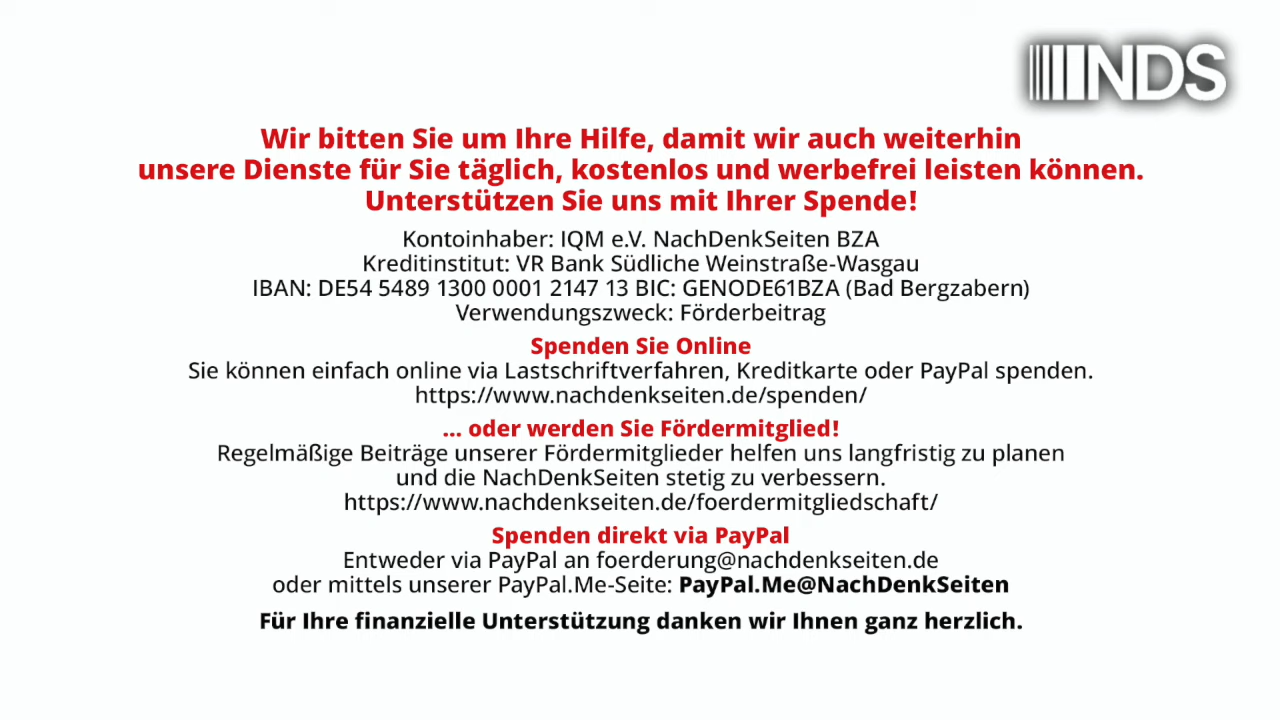 NDS
Wir bitten Sie um Ihre Hilfe, damit wir auch weiterhin
unsere Dienste für Sie täglich, kostenlos und werbefrei leisten können.
Unterstützen Sie uns mit Ihrer Spende!
Kontoinhaber: IQM e.V. NachDenkSeiten BZA
Kreditinstitut: VR Bank Südliche Weinstraße-Wasgau
IBAN: DE54 5489 1300 0001 2147 13 BIC: GENODE61BZA (Bad Bergzabern)
Verwendungszweck: Förderbeitrag
Spenden Sie Online
Sie können einfach online via Lastschriftverfahren, Kreditkarte oder PayPal spenden.
https://www.nachdenkseiten.de/spenden/
... oder werden Sie Fördermitglied!
Regelmäßige Beiträge unserer Fördermitglieder helfen uns langfristig zu planen
und die NachDenkSeiten stetig zu verbessern.
https://www.nachdenkseiten.de/foerdermitgliedschaft/
Spenden direkt via PayPal
Entweder via PayPal an foerderung@nachdenkseiten.de
oder mittels unserer PayPal.Me-Seite: PayPal.Me@NachDenkSeiten
Für Ihre finanzielle Unterstützung danken wir Ihnen ganz herzlich.